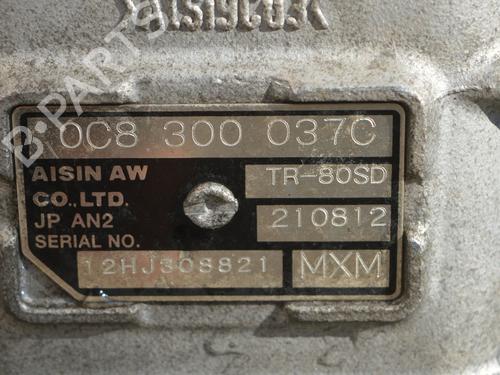 0C8 300 037C
AISIN AW
CO.,LTD.
JP AN2
SERIAL NO.
TR-80SD
210812
12HJ308821
MXM
B-PARTS